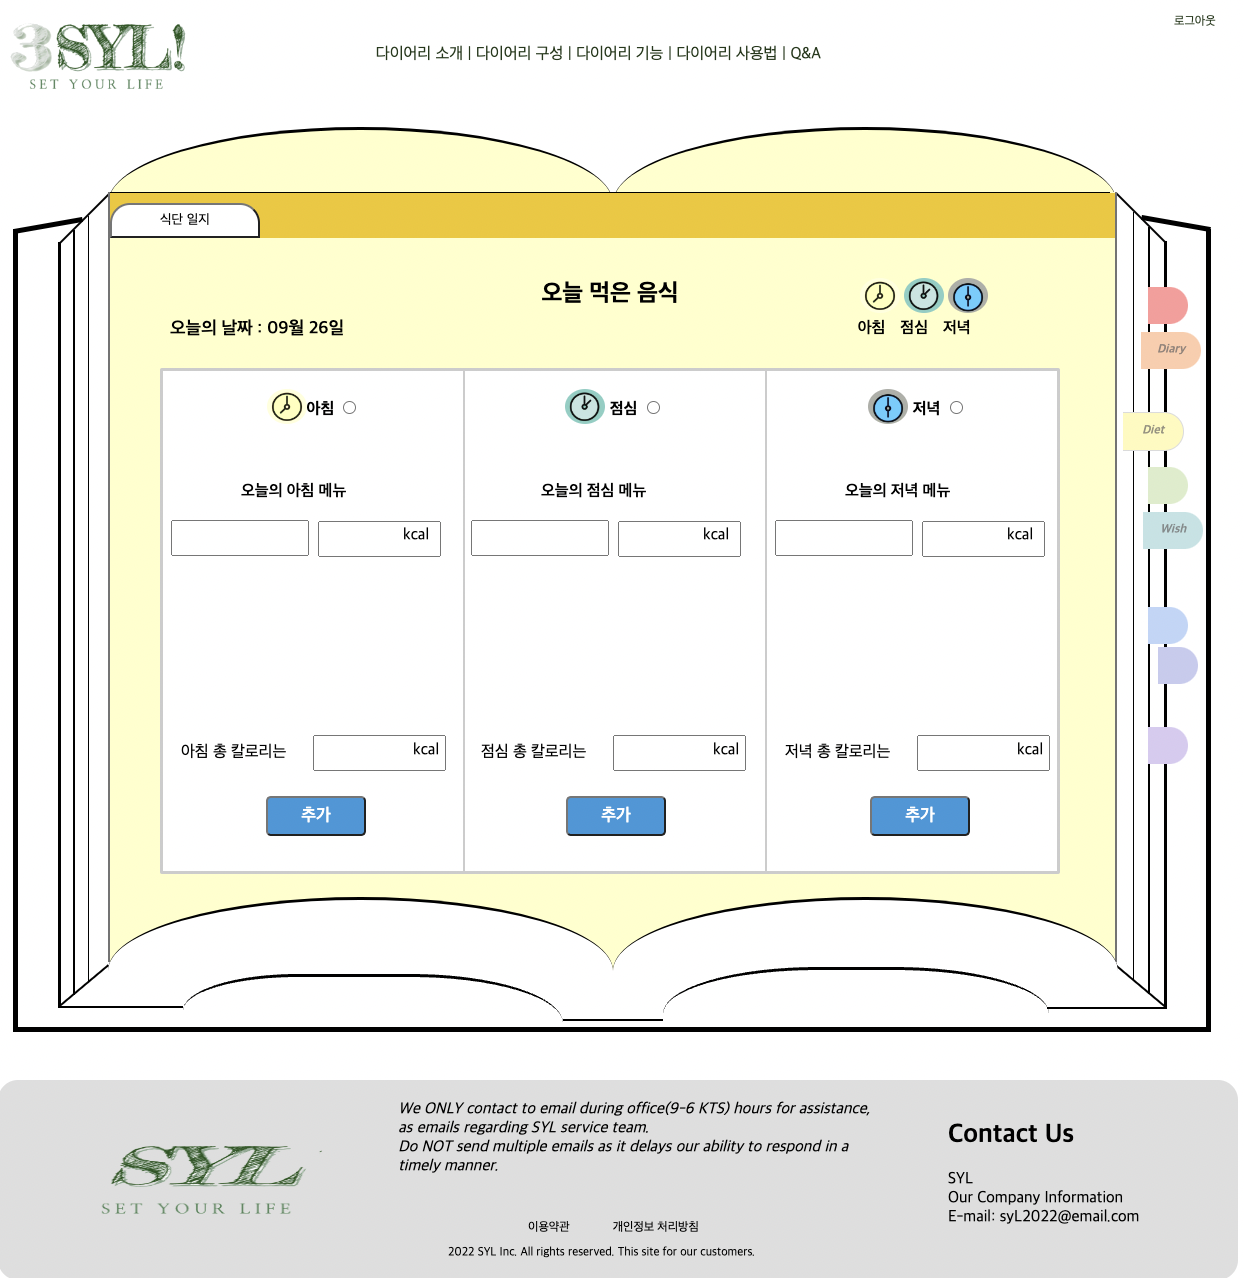 로그아웃
3SYL!
SET YOUR LIFE
다이어리 소개 | 다이어리 구성 | 다이어리 기능 | 다이어리 사용법 | Q&A
식단 일지
오늘 먹은 음식
오늘의 날짜 : 09월 26일
아침 점심 저녁
Diary
Diet
Wish
아침
점심
저녁
오늘의 아침 메뉴
오늘의 점심 메뉴
오늘의 저녁 메뉴
kcal
kcal
kcal
아침 총 칼로리는 kcal
점심 총 칼로리는 kcal
저녁 총 칼로리는 kcal
추가
추가
추가
SYL
SET YOUR LIFE
We ONLY contact to email during office(9-6 KTS) hours for assistance,
as emails regarding SYL service team.
Do NOT send multiple emails as it delays our ability to respond in a
timely manner.
이용약관 개인정보 처리방침
2022 SYL Inc. All rights reserved. This site for our customers.
Contact Us
SYL
Our Company Information
E-mail: syL2022@email.com